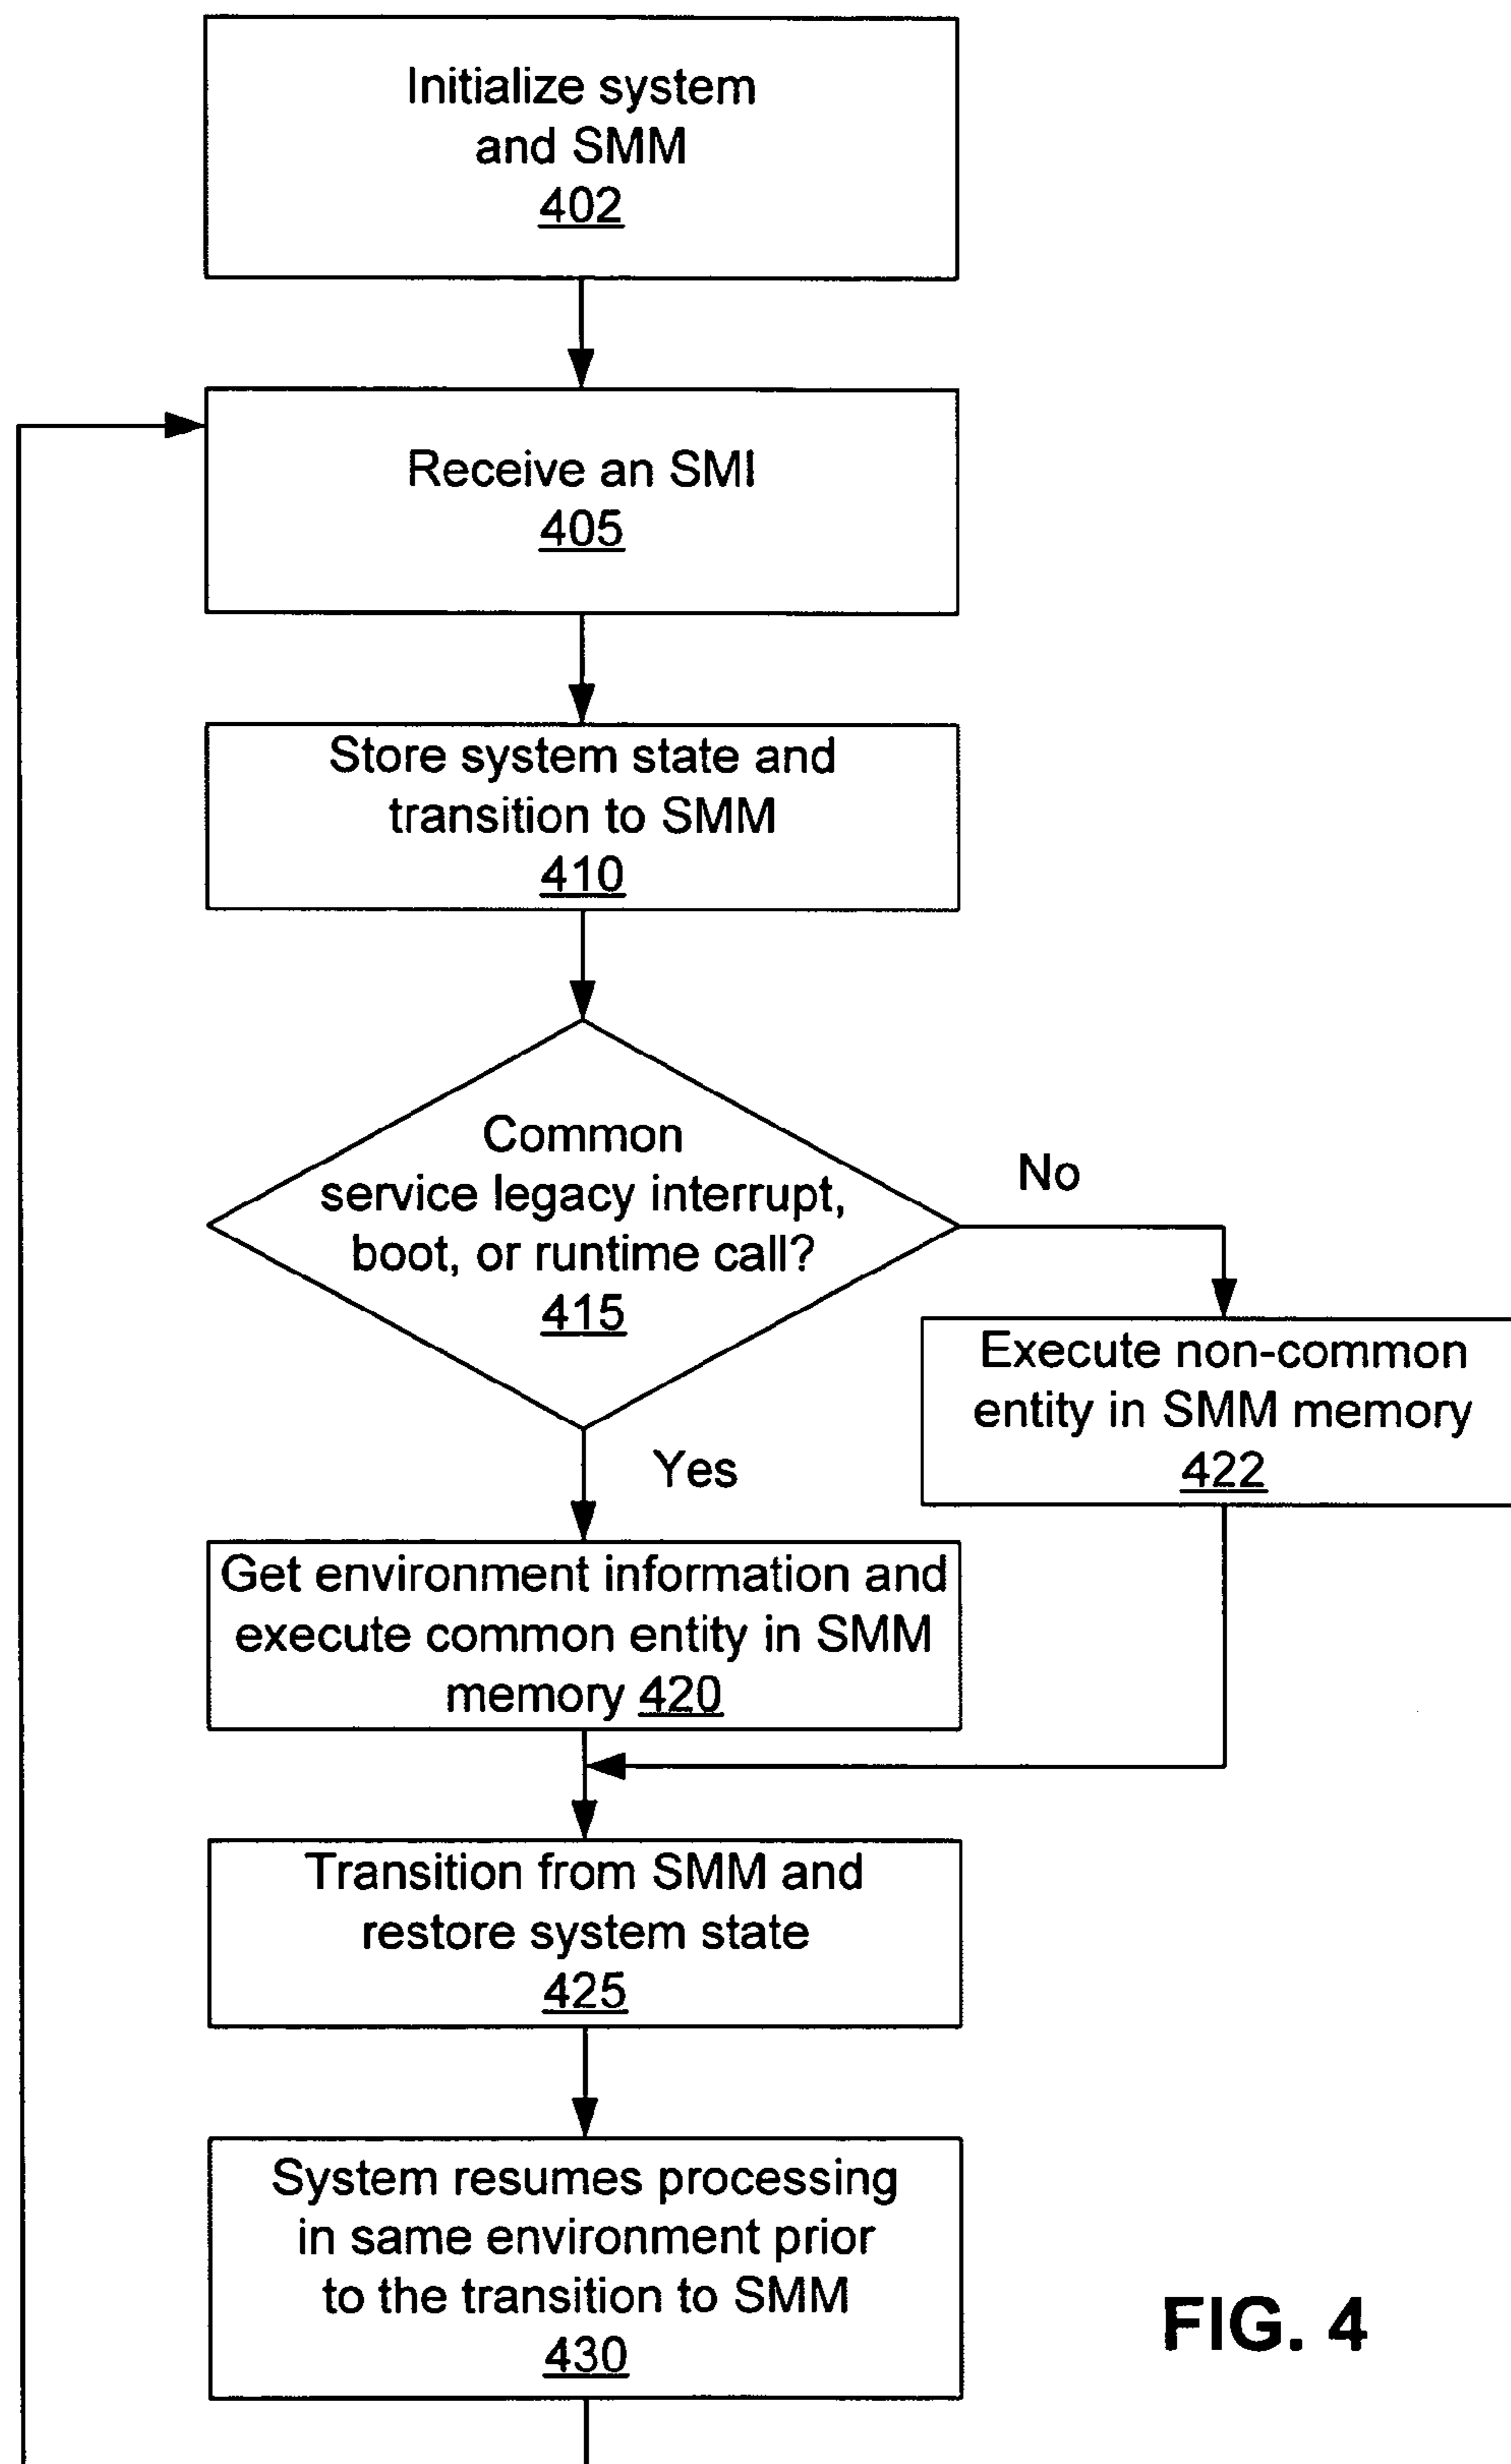 Initialize system
and SMM
402
Receive an SMI
405
Store system state and
transition to SMM
410
Common
service legacy interrupt,
boot, or runtime call?
415
No
Execute non-common
entity in SMM memory
422
Yes
Get environment information and
execute common entity in SMM
memory 420
Transition from SMM and
restore system state
425
System resumes processing
in same environment prior
to the transition to SMM
430
FIG. 4